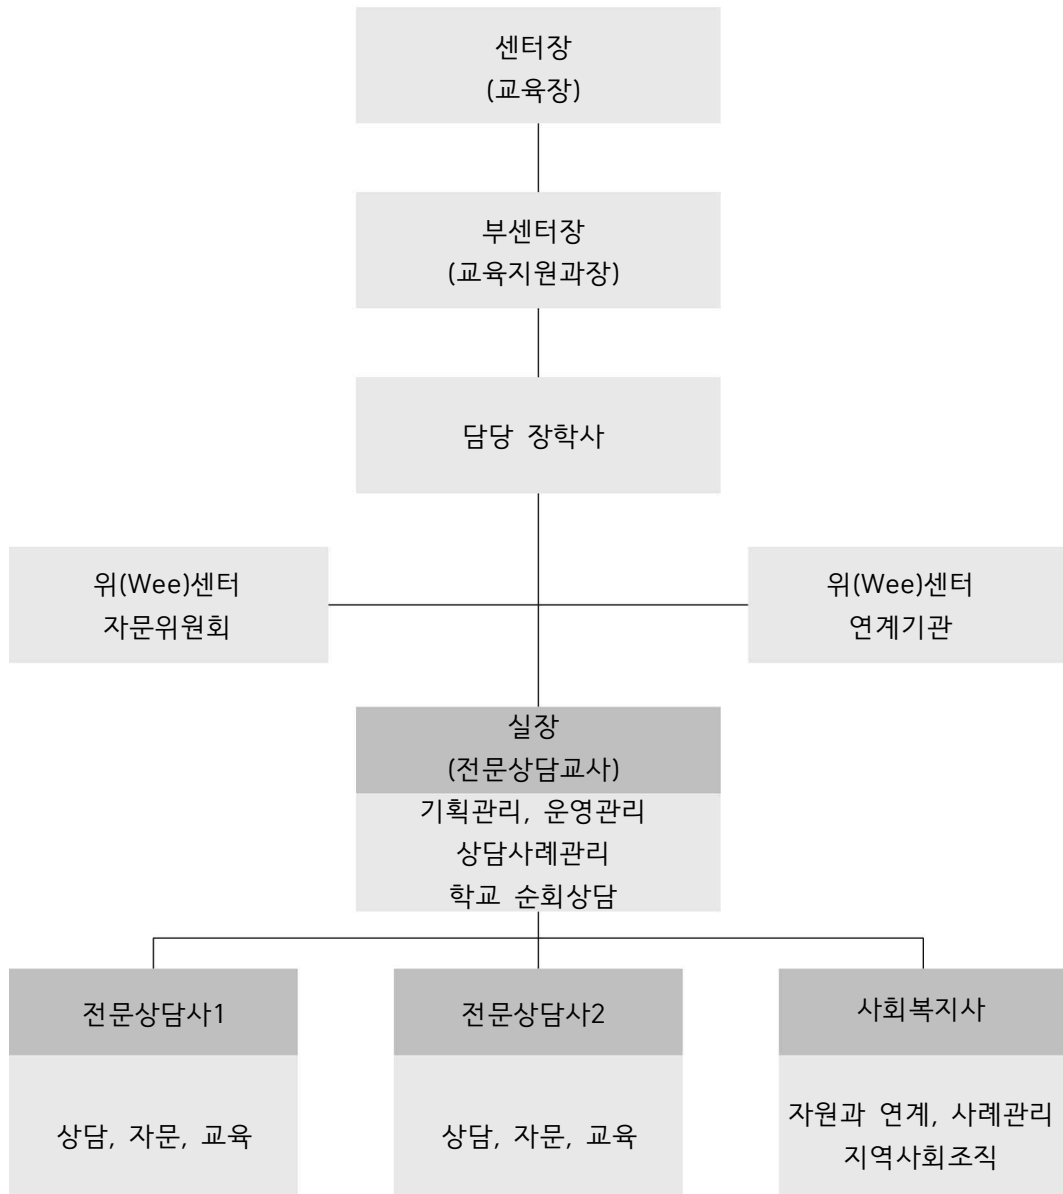 센터장
(교육장)
부센터장
(교육지원과장)
담당 장학사
위(Wee)센터
자문위원회
위(Wee)센터
연계기관
실장
(전문상담교사)
기획관리, 운영관리
상담사례관리
학교 순회상담
전문상담사1
상담, 자문, 교육
전문상담사2
상담, 자문, 교육
사회복지사
자원과 연계, 사례관리
지역사회조직